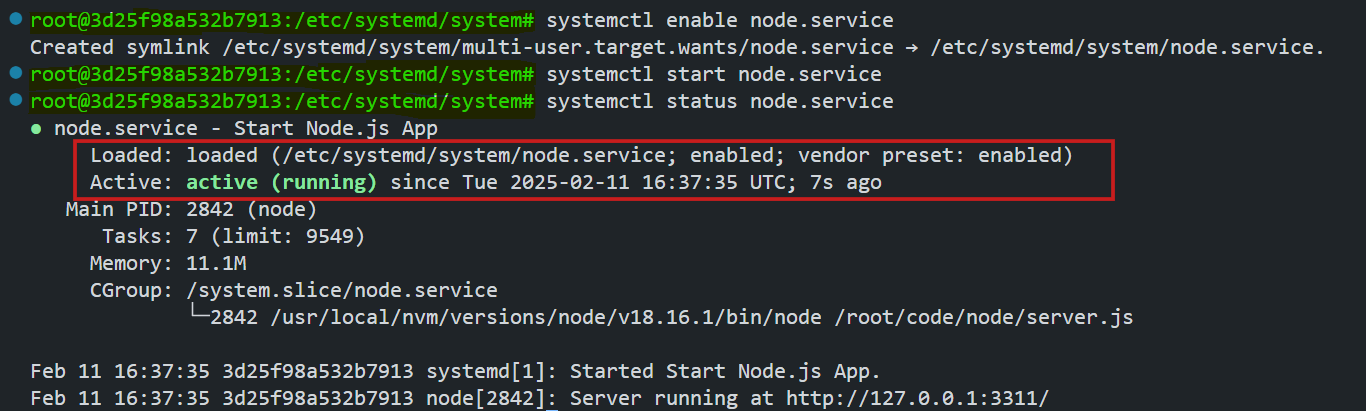 root@3d25f98a532b7913:/etc/systemd/system# systemctl enable node.service
Created symlink /etc/systemd/system/multi-user.target.wants/node.service → /etc/systemd/system/node.service.
root@3d25f98a532b7913:/etc/systemd/system# systemctl start node.service
root@3d25f98a532b7913:/etc/systemd/system# systemctl status node.service
● node.service - Start Node.js App
Loaded: loaded (/etc/systemd/system/node.service; enabled; vendor preset: enabled)
Active: active (running) since Tue 2025-02-11 16:37:35 UTC; 7s ago
Main PID: 2842 (node)
Tasks: 7 (limit: 9549)
Memory: 11.1M
CGroup: /system.slice/node.service
└─2842 /usr/local/nvm/versions/node/v18.16.1/bin/node /root/code/node/server.js
Feb 11 16:37:35 3d25f98a532b7913 systemd[1]: Started Start Node.js App.
Feb 11 16:37:35 3d25f98a532b7913 node[2842]: Server running at http://127.0.0.1:3311/